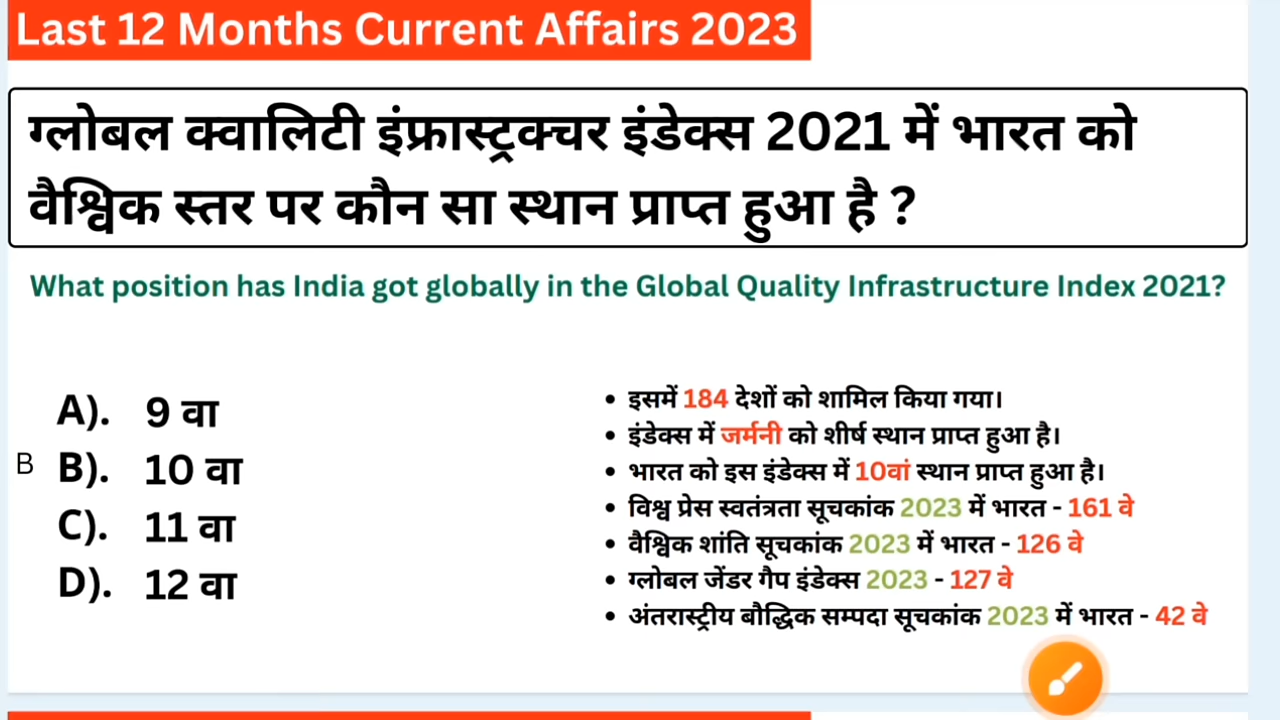 Last 12 Months Current Affairs 2023
ग्लोबल क्वालिटी इंफ्रास्ट्रक्चर इंडेक्स 2021 में भारत को
वैश्विक स्तर पर कौन सा स्थान प्राप्त हुआ है ?
What position has India got globally in the Global Quality Infrastructure Index 2021?
A). 9 वा
B B). 10 वा
C). 11 वा
D). 12 वा
• इसमें 184 देशों को शामिल किया गया।
• इंडेक्स में जर्मनी को शीर्ष स्थान प्राप्त हुआ है।
• भारत को इस इंडेक्स में 10वां स्थान प्राप्त हुआ है।
• विश्व प्रेस स्वतंत्रता सूचकांक 2023 में भारत - 161 वे
• वैश्विक शांति सूचकांक 2023 में भारत - 126 वे
• ग्लोबल जेंडर गैप इंडेक्स 2023 - 127 वे
• अंतरास्ट्रीय बौद्धिक सम्पदा सूचकांक 2023 में भारत - 42 वे